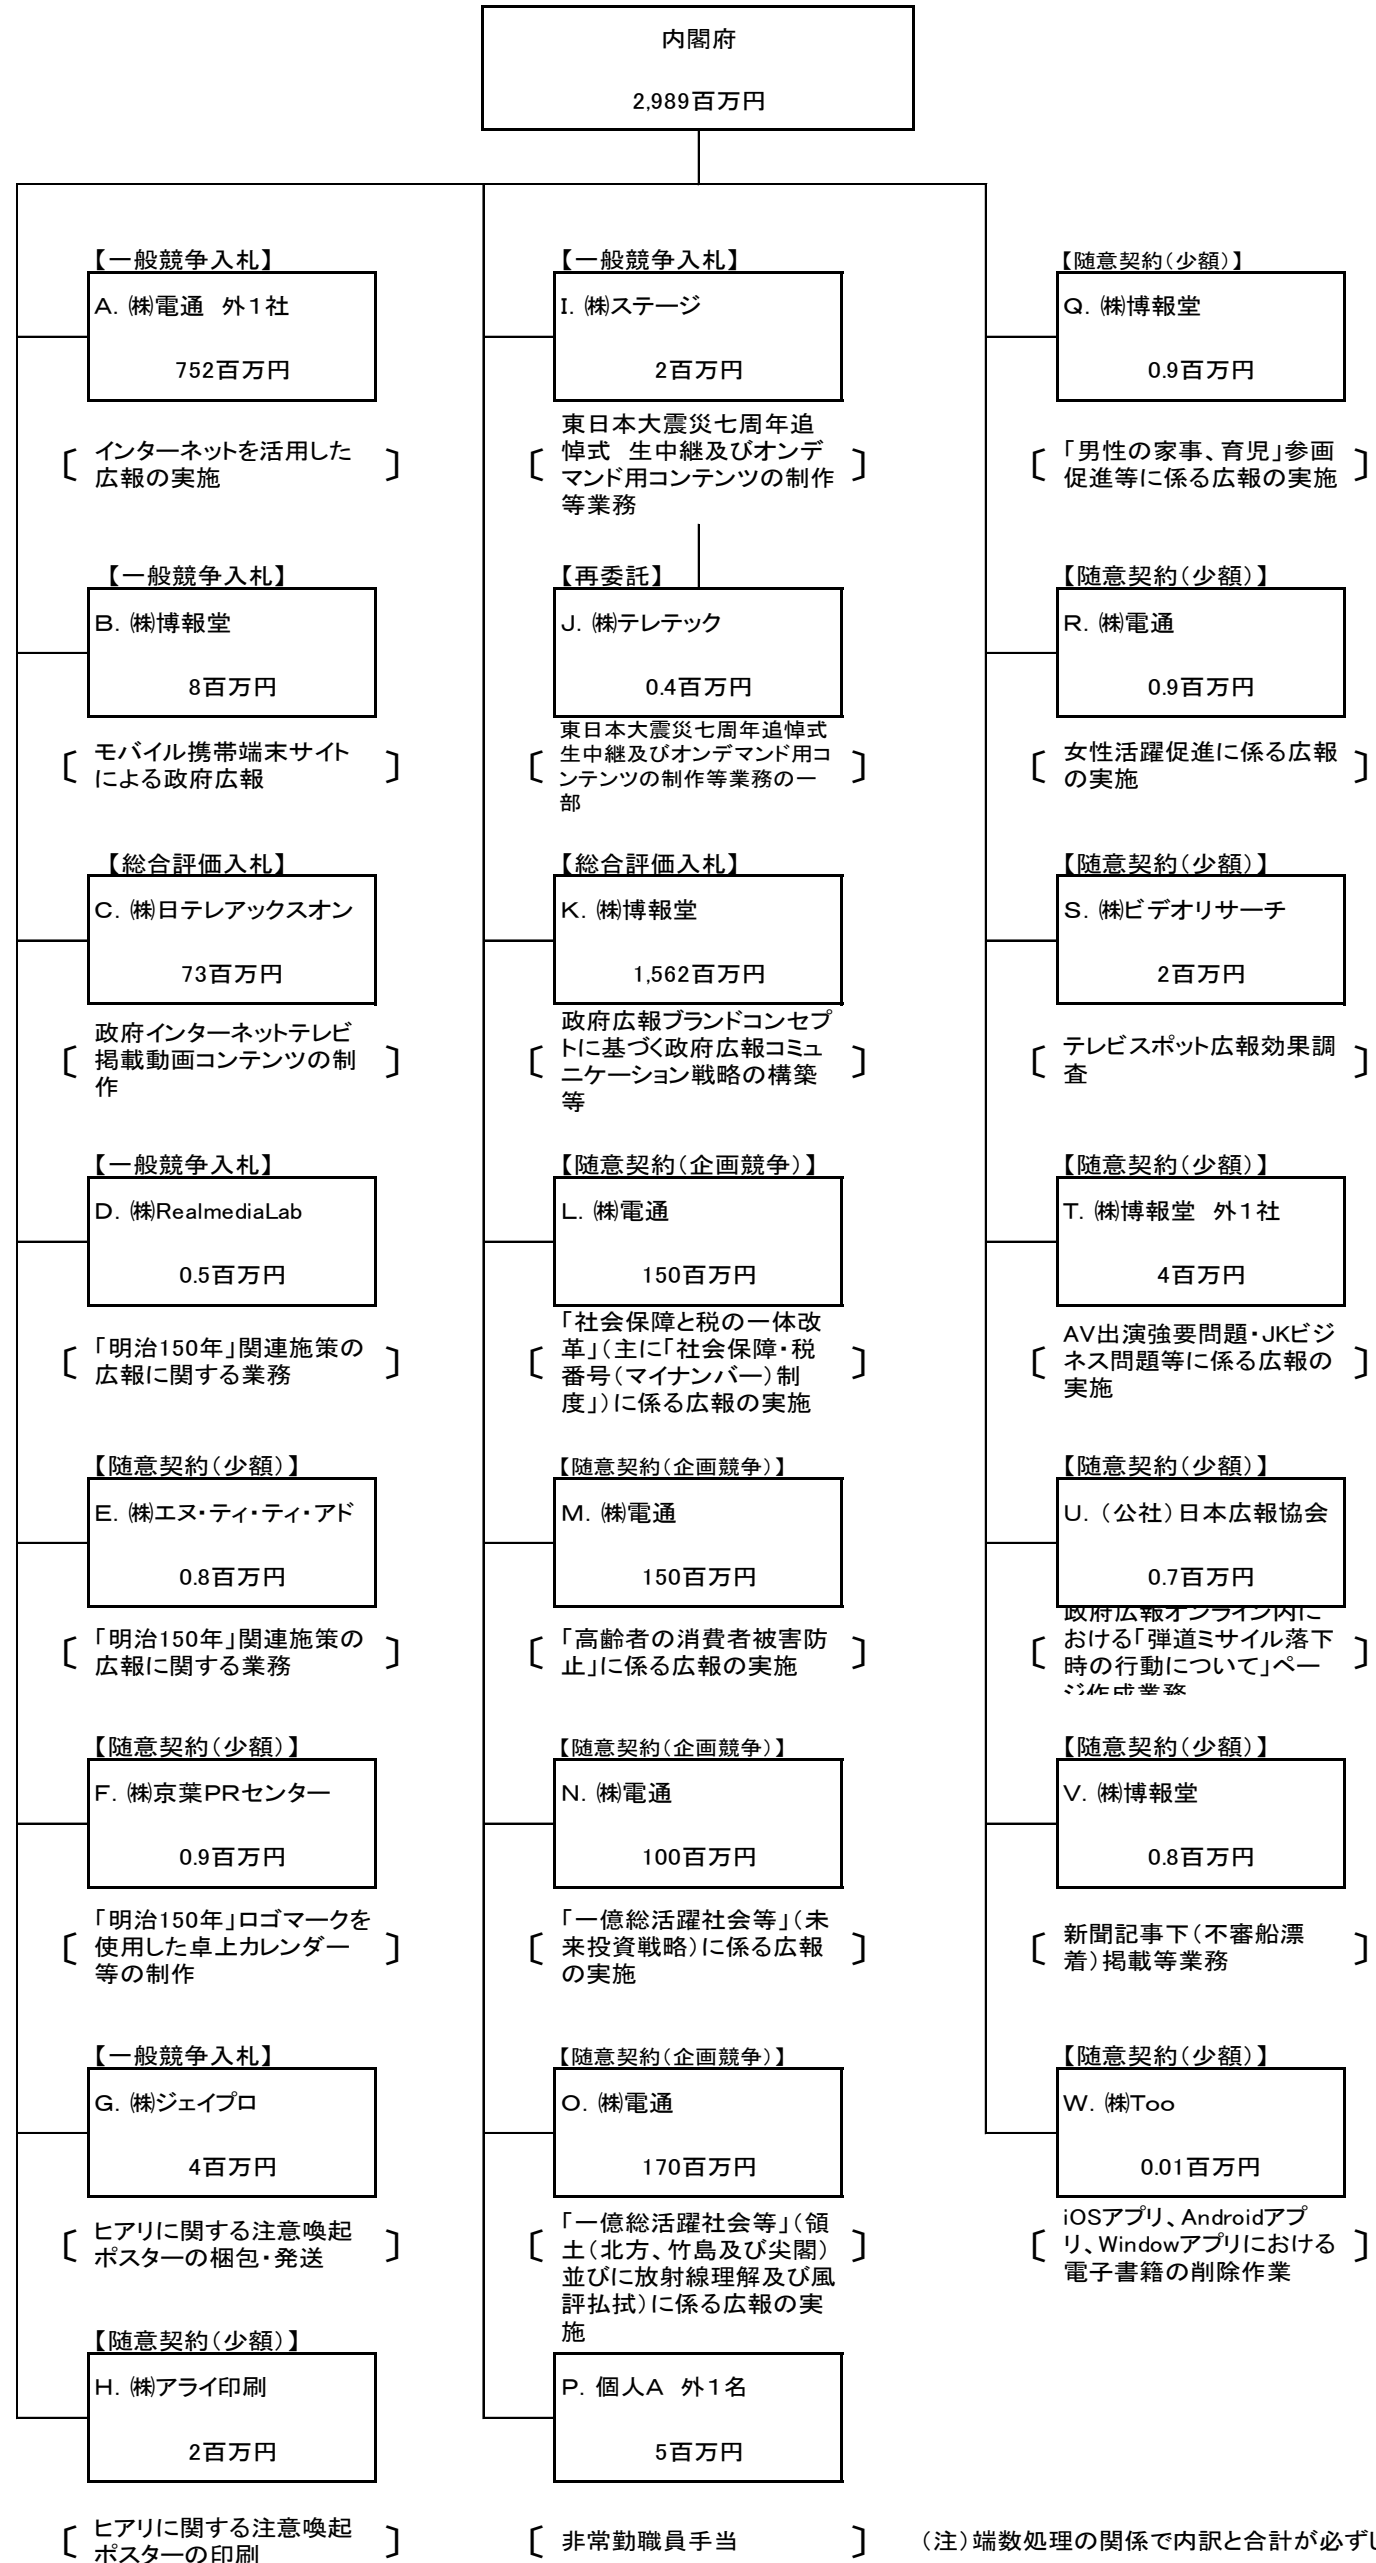 内閣府
2,989百万円
【一般競争入札】
A. ㈱電通　外１社
752百万円
インターネットを活用した
広報の実施
【一般競争入札】
B. ㈱博報堂
8百万円
モバイル携帯端末サイト
による政府広報
【総合評価入札】
C. ㈱日テレアックスオン
73百万円
政府インターネットテレビ
掲載動画コンテンツの制
作
【一般競争入札】
D. ㈱RealmediaLab
0.5百万円
「明治150年」関連施策の
広報に関する業務
【随意契約（少額）】
E. ㈱エヌ・ティ・ティ・アド
0.8百万円
「明治150年」関連施策の
広報に関する業務
【随意契約（少額）】
F. ㈱京葉PRセンター
0.9百万円
「明治150年」ロゴマークを
使用した卓上カレンダー
等の制作
【一般競争入札】
G. ㈱ジェイプロ
4百万円
ヒアリに関する注意喚起
ポスターの梱包・発送
【随意契約（少額）】
H. ㈱アライ印刷
2百万円
ヒアリに関する注意喚起
ポスターの印刷
【一般競争入札】
I. ㈱ステージ
2百万円
東日本大震災七周年追
悼式　生中継及びオンデ
マンド用コンテンツの制作
等業務
【再委託】
J. ㈱テレテック
0.4百万円
東日本大震災七周年追悼式
生中継及びオンデマンド用コ
ンテンツの制作等業務の一
部
【総合評価入札】
K. ㈱博報堂
1,562百万円
政府広報ブランドコンセプ
トに基づく政府広報コミュ
ニケーション戦略の構築
等
【随意契約（企画競争）】
L. ㈱電通
150百万円
「社会保障と税の一体改
革」（主に「社会保障・税
番号（マイナンバー）制
度」）に係る広報の実施
【随意契約（企画競争）】
M. ㈱電通
150百万円
「高齢者の消費者被害防
止」に係る広報の実施
【随意契約（企画競争）】
N. ㈱電通
100百万円
「一億総活躍社会等」（未
来投資戦略）に係る広報
の実施
【随意契約（企画競争）】
O. ㈱電通
170百万円
「一億総活躍社会等」（領
土（北方、竹島及び尖閣）
並びに放射線理解及び風
評払拭）に係る広報の実
施
P. 個人A　外１名
5百万円
非常勤職員手当
【随意契約（少額）】
Q. ㈱博報堂
0.9百万円
「男性の家事、育児」参画
促進等に係る広報の実施
【随意契約（少額）】
R. ㈱電通
0.9百万円
女性活躍促進に係る広報
の実施
【随意契約（少額）】
S. ㈱ビデオリサーチ
2百万円
テレビスポット広報効果調
査
【随意契約（少額）】
T. ㈱博報堂　外１社
4百万円
AV出演強要問題・JKビジ
ネス問題等に係る広報の
実施
【随意契約（少額）】
U. （公社）日本広報協会
0.7百万円
政府広報オンライン内に
おける「弾道ミサイル落下
時の行動について」ペー
ジ作成業務
【随意契約（少額）】
V. ㈱博報堂
0.8百万円
新聞記事下（不審船漂
着）掲載等業務
【随意契約（少額）】
W. ㈱Too
0.01百万円
iOSアプリ、Androidアプ
リ、Windowアプリにおける
電子書籍の削除作業
（注）端数処理の関係で内訳と合計が必ずし